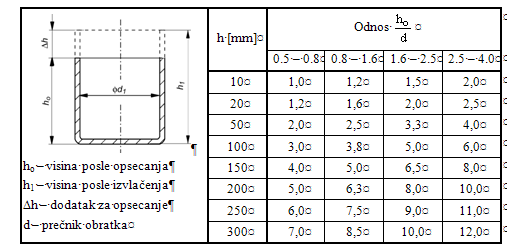 Δh
h₀
h₁
ød₁
h₀ – visina posle opsecanja¶
h₁ – visina posle izvlačenja¶
Δh – dodatak za opsecanje¶
d – prečnik obratka¤
h [mm]¤ Odnos h₀/d ¤
0.5 – 0.8¤ 0.8 – 1.6¤ 1.6 – 2.5¤ 2.5 – 4.0¤
10¤ 1,0¤ 1,2¤ 1,5¤ 2,0¤
20¤ 1,2¤ 1,6¤ 2,0¤ 2,5¤
50¤ 2,0¤ 2,5¤ 3,3¤ 4,0¤
100¤ 3,0¤ 3,8¤ 5,0¤ 6,0¤
150¤ 4,0¤ 5,0¤ 6,5¤ 8,0¤
200¤ 5,0¤ 6,3¤ 8,0¤ 10,0¤
250¤ 6,0¤ 7,5¤ 9,0¤ 11,0¤
300¤ 7,0¤ 8,5¤ 10,0¤ 12,0¤